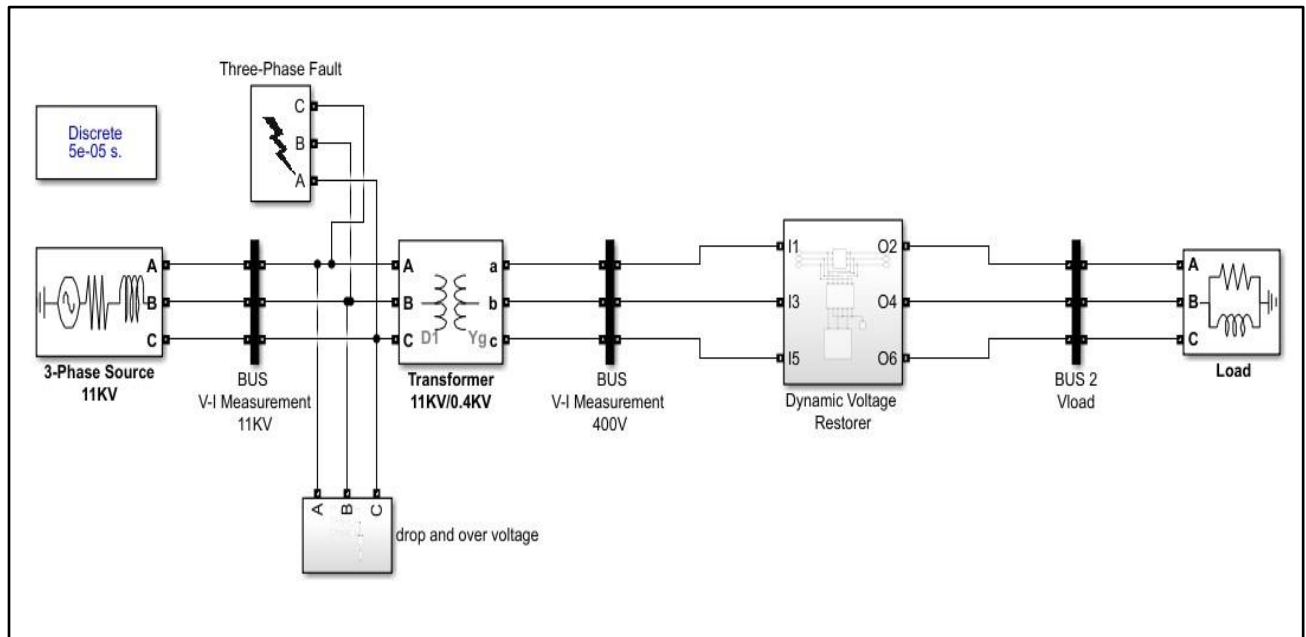 Three-Phase Fault
C
B
A
Discrete
5e-05 s.
A
B
C
3-Phase Source
11KV
BUS
V-I Measurement
11KV
A
B
C
D1
Yg
a
b
c
Transformer
11KV/0.4KV
BUS
V-I Measurement
400V
I1
I3
I5
O2
O4
O6
Dynamic Voltage
Restorer
BUS 2
Vload
A
B
C
Load
A
B
C
drop and over voltage